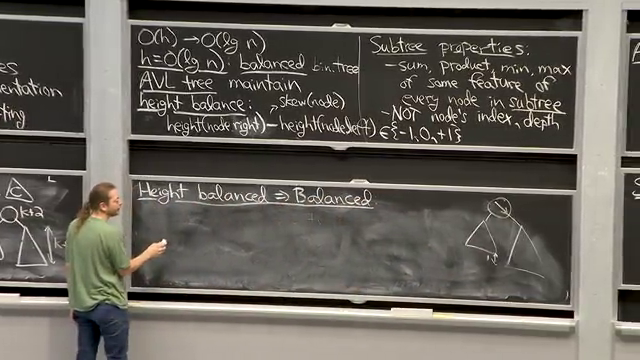 es
entation
ting
O(h) → O(lg n)
h = O(lg n): balanced bin. tree
AVL tree maintain
height balance: skew(node)
height(node.right) - height(node.left) ∈ {-1, 0, +1}
Subtree properties:
- sum, product, min, max
of some feature of
every node in subtree
- NOT node's index, depth
Height balanced ⇒ Balanced
C
k+2